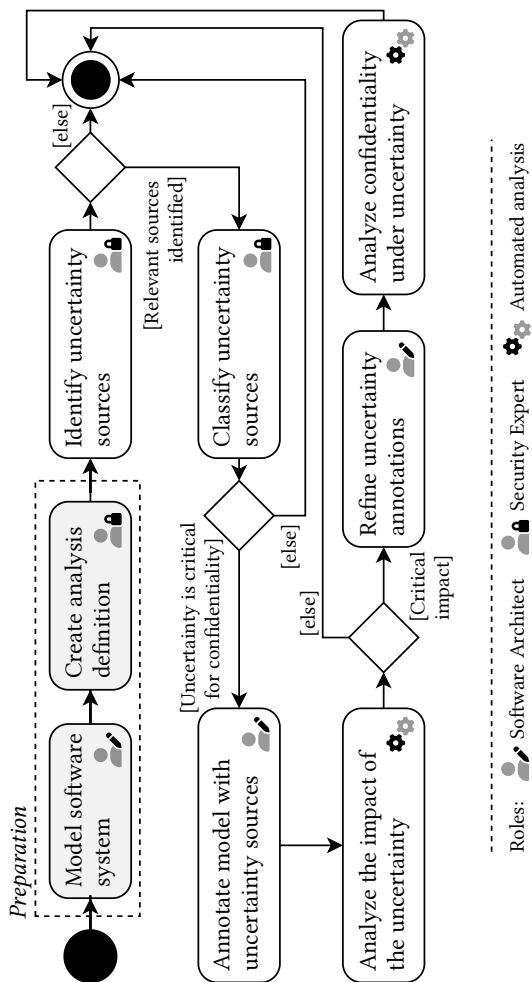 Preparation
Model software
system
Create analysis
definition
Identify uncertainty
sources
[else]
[Relevant sources
identified]
Classify uncertainty
sources
[else]
[Uncertainty is critical
for confidentiality]
Annotate model with
uncertainty sources
Analyze the impact of
the uncertainty
[else]
[Critical
impact]
Refine uncertainty
annotations
Analyze confidentiality
under uncertainty
Roles:
Software Architect
Security Expert
Automated analysis